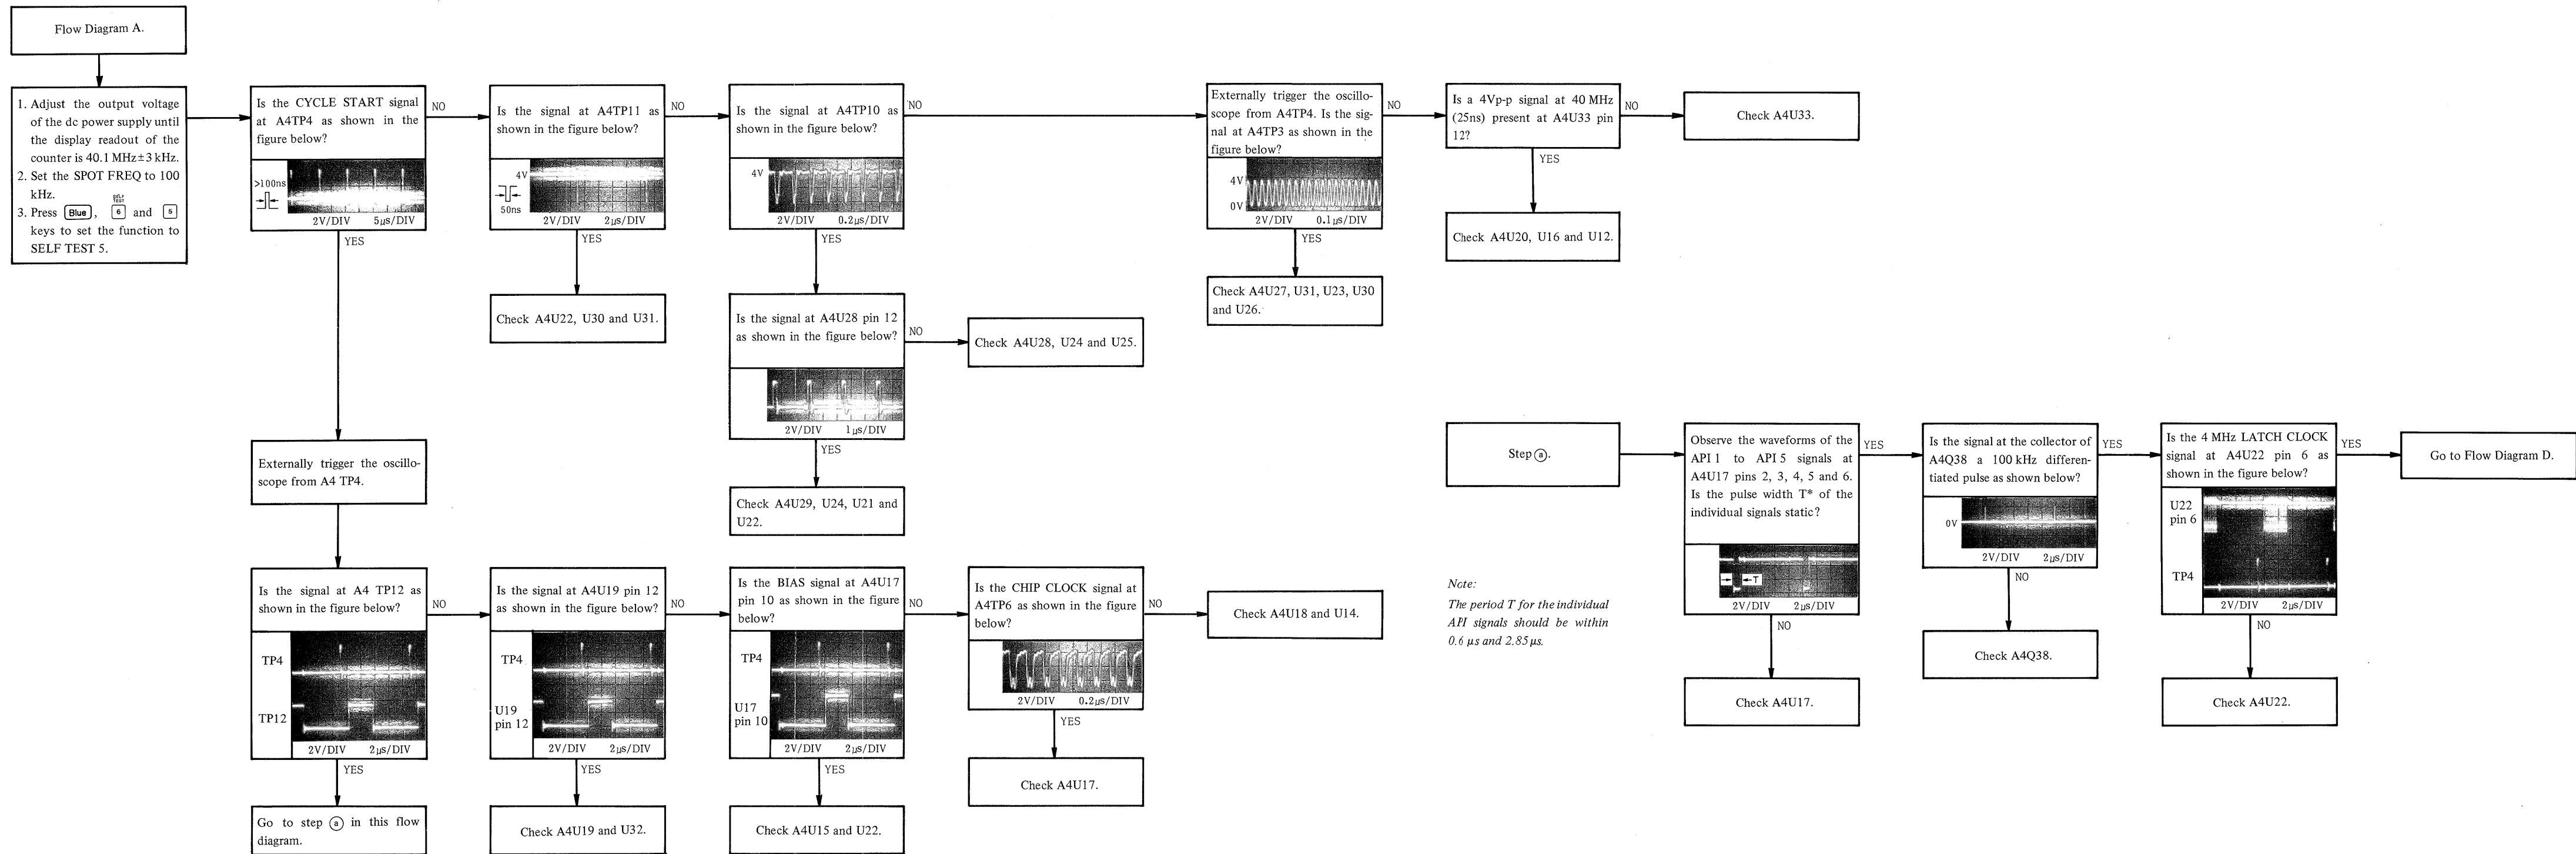 Flow Diagram A.
1. Adjust the output voltage
of the dc power supply until
the display readout of the
counter is 40.1 MHz±3 kHz.
2. Set the SPOT FREQ to 100
kHz.
SELF
TEST
3. Press Blue, 6 and 5
keys to set the function to
SELF TEST 5.
Is the CYCLE START signal
at A4TP4 as shown in the
figure below?
>100ns
2V/DIV 5μs/DIV
NO
YES
Is the signal at A4TP11 as
shown in the figure below?
4V
50ns
2V/DIV 2μs/DIV
NO
YES
Check A4U22, U30 and U31.
Is the signal at A4TP10 as
shown in the figure below?
4V
2V/DIV 0.2μs/DIV
NO
YES
Is the signal at A4U28 pin 12
as shown in the figure below?
2V/DIV 1μs/DIV
NO
Check A4U28, U24 and U25.
YES
Check A4U29, U24, U21 and
U22.
Externally trigger the oscillo-
scope from A4TP4. Is the sig-
nal at A4TP3 as shown in the
figure below?
4V
0V
2V/DIV 0.1μs/DIV
NO
YES
Check A4U27, U31, U23, U30
and U26.
Is a 4Vp-p signal at 40 MHz
(25ns) present at A4U33 pin
12?
NO
Check A4U33.
YES
Check A4U20, U16 and U12.
Externally trigger the oscillo-
scope from A4 TP4.
Is the signal at A4 TP12 as
shown in the figure below?
TP4
TP12
2V/DIV 2μs/DIV
NO
YES
Go to step ⓐ in this flow
diagram.
Is the signal at A4U19 pin 12
as shown in the figure below?
TP4
U19
pin 12
2V/DIV 2μs/DIV
NO
YES
Check A4U19 and U32.
Is the BIAS signal at A4U17
pin 10 as shown in the figure
below?
TP4
U17
pin 10
2V/DIV 2μs/DIV
NO
YES
Check A4U15 and U22.
Is the CHIP CLOCK signal at
A4TP6 as shown in the figure
below?
2V/DIV 0.2μs/DIV
NO
Check A4U18 and U14.
YES
Check A4U17.
Step ⓐ.
Note:
The period T for the individual
API signals should be within
0.6 μs and 2.85 μs.
Observe the waveforms of the
API 1 to API 5 signals at
A4U17 pins 2, 3, 4, 5 and 6.
Is the pulse width T* of the
individual signals static?
T
2V/DIV 2μs/DIV
YES
NO
Check A4U17.
Is the signal at the collector of
A4Q38 a 100 kHz differen-
tiated pulse as shown below?
0V
2V/DIV 2μs/DIV
YES
NO
Check A4Q38.
Is the 4 MHz LATCH CLOCK
signal at A4U22 pin 6 as
shown in the figure below?
U22
pin 6
TP4
2V/DIV 2μs/DIV
YES
NO
Check A4U22.
Go to Flow Diagram D.